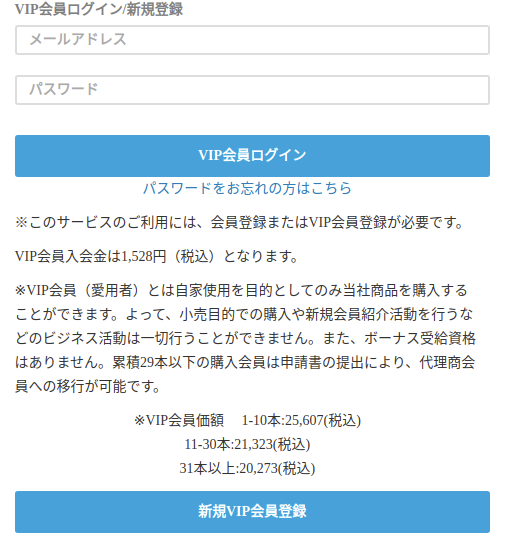 VIP会員ログイン/新規登録
メールアドレス
パスワード
VIP会員ログイン
パスワードをお忘れの方はこちら
※このサービスのご利用には、会員登録またはVIP会員登録が必要です。
VIP会員入会金は1,528円（税込）となります。
※VIP会員（愛用者）とは自家使用を目的としてのみ当社商品を購入する
ことができます。よって、小売目的での購入や新規会員紹介活動を行うな
どのビジネス活動は一切行うことができません。また、ボーナス受給資格
はありません。累積29本以下の購入会員は申請書の提出により、代理商会
員への移行が可能です。
※VIP会員価額　1-10本:25,607(税込)
11-30本:21,323(税込)
31本以上:20,273(税込)
新規VIP会員登録